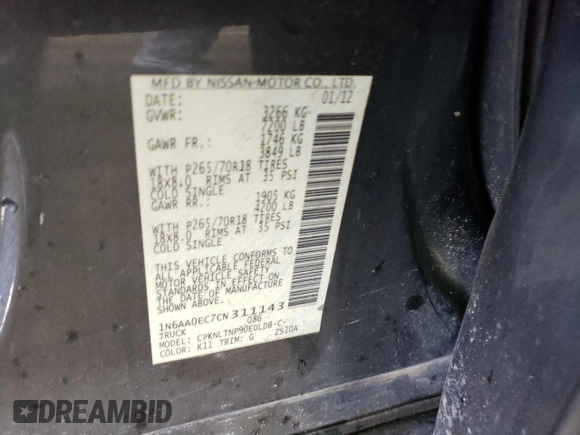 MFD BY NISSAN MOTOR CO., LTD.
DATE: 01/12
GVWR: 3266 KG
7200 LB
GAWR FR.: 1746 KG
3849 LB
WITH P265/70R18 TIRES
18X8.0 RIMS AT 35 PSI
COLD SINGLE
GAWR RR.: 1905 KG
4200 LB
WITH P265/70R18 TIRES
18X8.0 RIMS AT 35 PSI
COLD SINGLE
THIS VEHICLE CONFORMS TO
ALL APPLICABLE FEDERAL
MOTOR VEHICLE SAFETY
STANDARDS IN EFFECT ON
THE DATE OF MANUFACTURE
SHOWN ABOVE.
1N6AA0EC7CN311143
TRUCK 086
MODEL: CPKNLTNP90EULDB-C-
COLOR: K11 TRIM: G ZS10A
DREAMBID